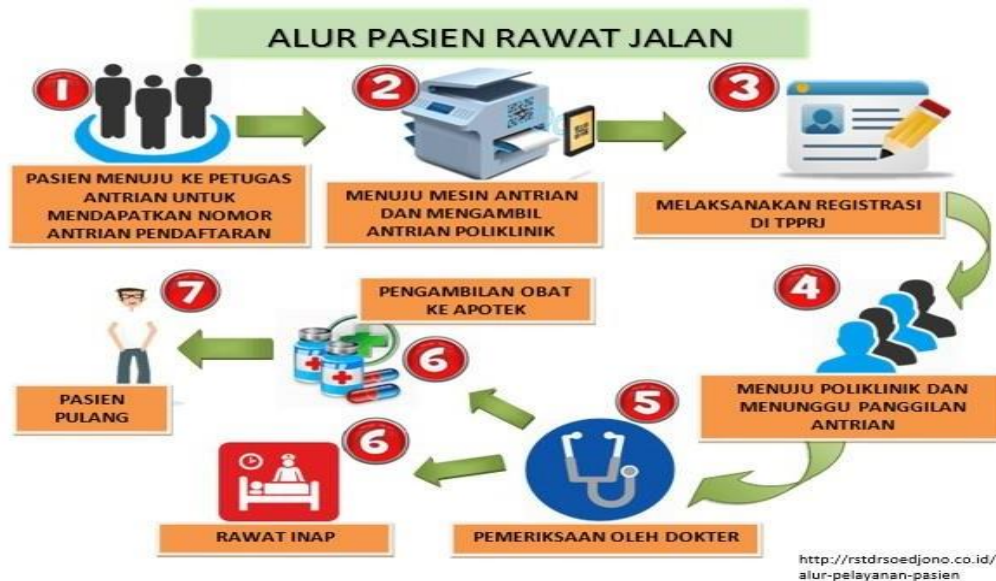 ALUR PASIEN RAWAT JALAN
1
PASIEN MENUJU KE PETUGAS
ANTRIAN UNTUK
MENDAPATKAN NOMOR
ANTRIAN PENDAFTARAN
2
MENUJU MESIN ANTRIAN
DAN MENGAMBIL
ANTRIAN POLIKLINIK
3
MELAKSANAKAN REGISTRASI
DI TPPRJ
4
MENUJU POLIKLINIK DAN
MENUNGGU PANGGILAN
ANTRIAN
5
PEMERIKSAAN OLEH DOKTER
6
PENGAMBILAN OBAT
KE APOTEK
6
RAWAT INAP
7
PASIEN
PULANG
http://rstdrsoedjono.co.id/
alur-pelayanan-pasien